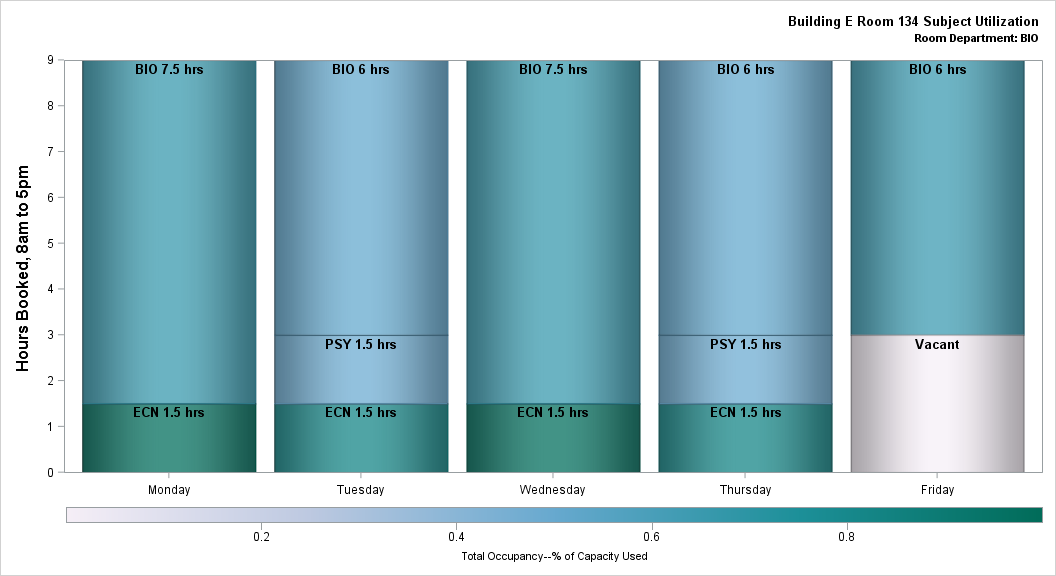 Building E Room 134 Subject Utilization
Room Department: BIO
Hours Booked, 8am to 5pm
9
8
7
6
5
4
3
2
1
0
BIO 7.5 hrs
BIO 6 hrs
BIO 7.5 hrs
BIO 6 hrs
BIO 6 hrs
PSY 1.5 hrs
PSY 1.5 hrs
Vacant
ECN 1.5 hrs
ECN 1.5 hrs
ECN 1.5 hrs
ECN 1.5 hrs
Monday
Tuesday
Wednesday
Thursday
Friday
0.2
0.4
0.6
0.8
Total Occupancy--% of Capacity Used